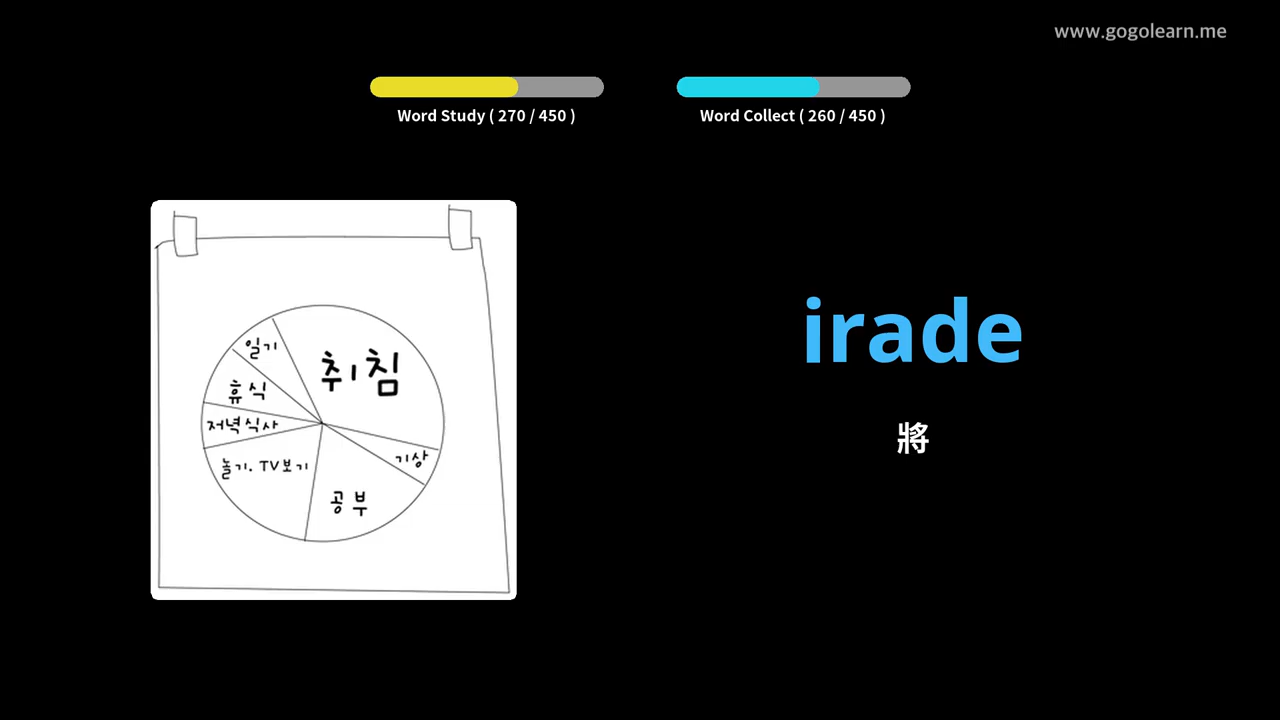 www.gogolearn.me
Word Study ( 270 / 450 )
Word Collect ( 260 / 450 )
일기
취침
휴식
저녁식사
기상
놀기. TV보기
공부
irade
將